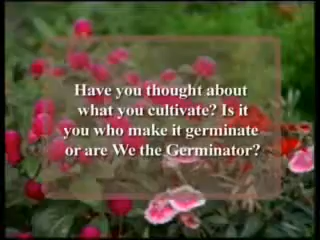 Have you thought about
what you cultivate? Is it
you who make it germinate
or are We the Germinator?